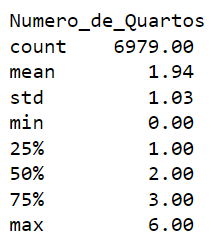 Numero_de_Quartos
count 6979.00
mean 1.94
std 1.03
min 0.00
25% 1.00
50% 2.00
75% 3.00
max 6.00